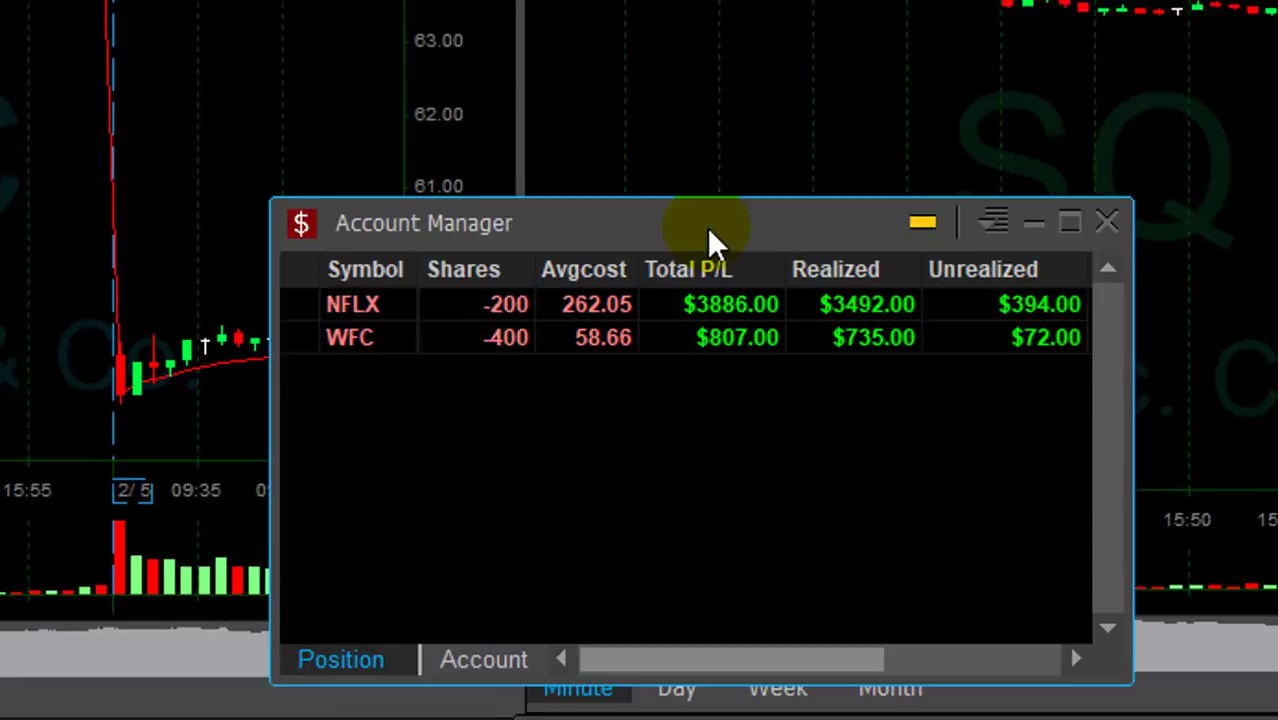 63.00
62.00
61.00
SQ
$ Account Manager
Symbol Shares Avgcost Total P/L Realized Unrealized
NFLX -200 262.05 $3886.00 $3492.00 $394.00
WFC -400 58.66 $807.00 $735.00 $72.00
& Co.
c.
15:55 2/ 5 09:35
15:50
Position Account
Minute Day Week Month